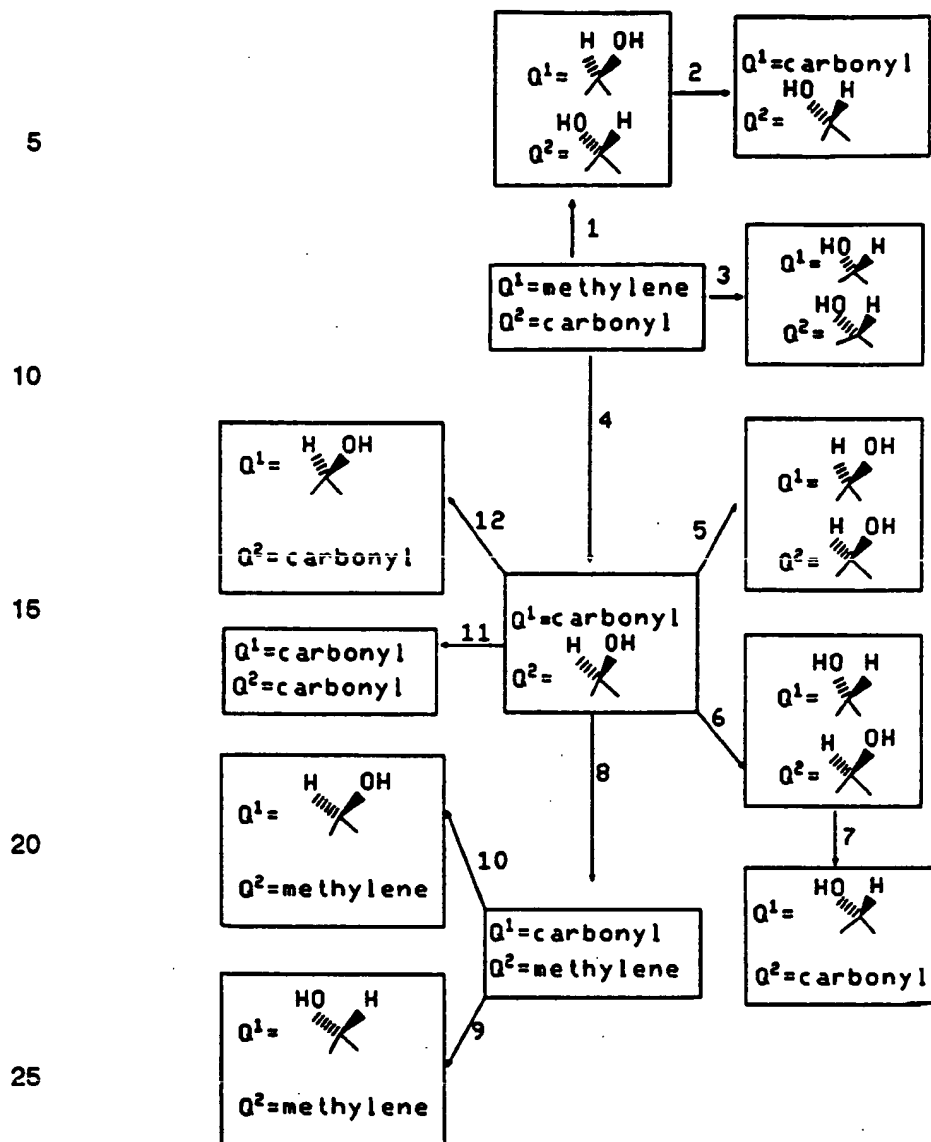 H OH
Q¹=
HO H
Q²=
2
Q¹=carbonyl
HO H
Q²=
5
1
Q¹=methylene
Q²=carbonyl
3
Q¹= HO H
HO H
Q²=
10
4
H OH
Q¹=
Q²=carbonyl
12
5
H OH
Q¹=
H OH
Q²=
15
Q¹=carbonyl
Q²=carbonyl
11
Q¹=carbonyl
H OH
Q²=
6
HO H
Q¹=
H OH
Q²=
8
7
20
H OH
Q¹=
Q²=methylene
10
Q¹=carbonyl
Q²=methylene
HO H
Q¹=
Q²=carbonyl
9
25
HO H
Q¹=
Q²=methylene